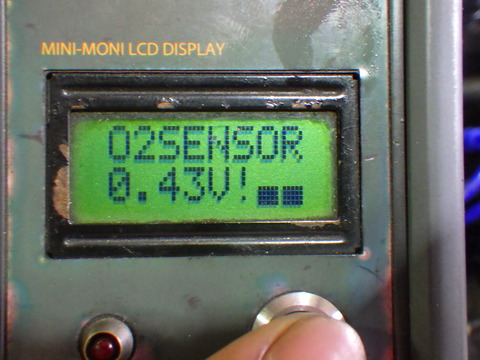 MINI-MONI LCD DISPLAY
O2SENSOR
0.43V!▄▄